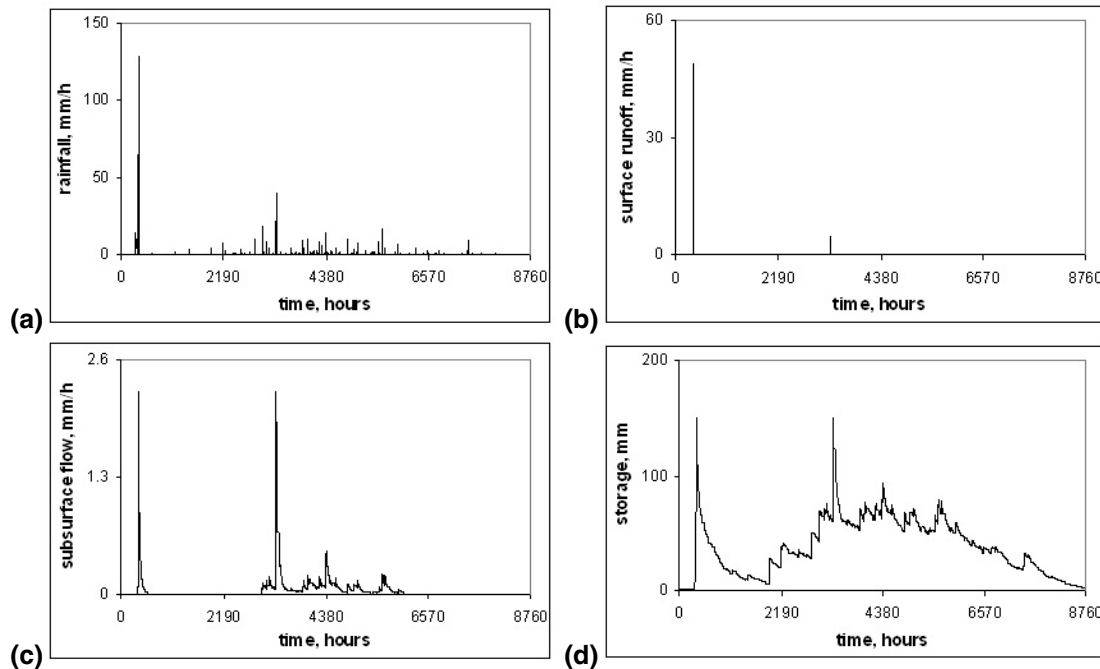 150
100
50
0
rainfall, mm/h
0 2190 4380 6570 8760
time, hours
(a)
60
30
0
surface runoff, mm/h
0 2190 4380 6570 8760
time, hours
(b)
2.6
1.3
0
subsurface flow, mm/h
0 2190 4380 6570 8760
time, hours
(c)
200
100
0
storage, mm
0 2190 4380 6570 8760
time, hours
(d)